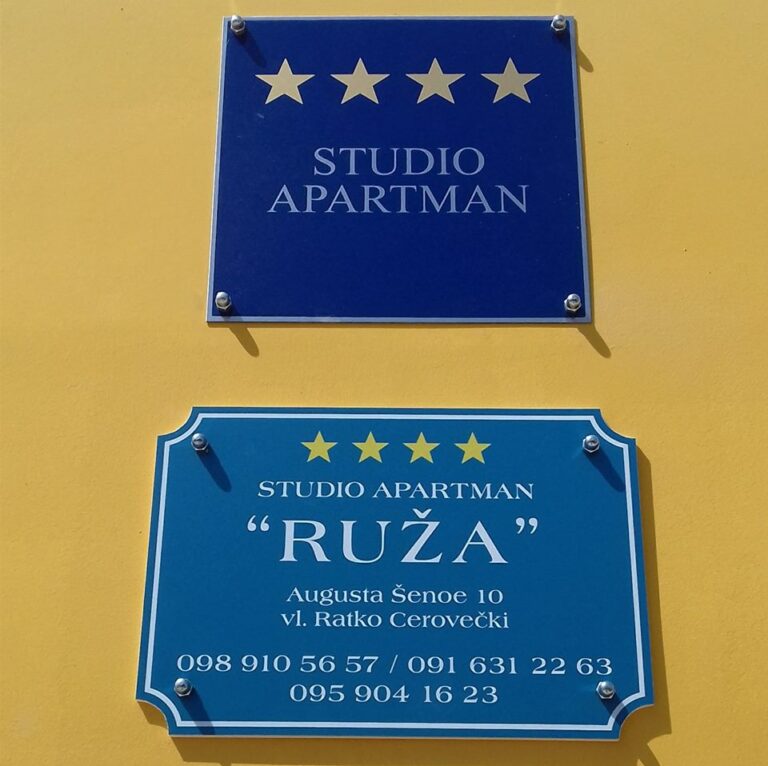 STUDIO
APARTMAN
STUDIO APARTMAN
“RUŽA”
Augusta Šenoe 10
vl. Ratko Cerovečki
098 910 56 57 / 091 631 22 63
095 904 16 23